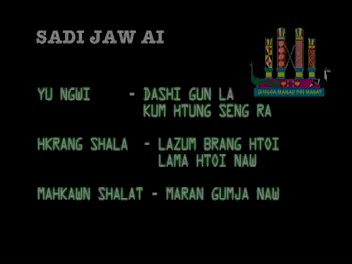 SADI JAW AI
YU NGWI - DASHI GUN LA
KUM HTUNG SENG RA
HKRANG SHALA - LAZUM BRANG HTOI
LAMA HTOI NAW
MAHKAWN SHALAT - MARAN GUMJA NAW